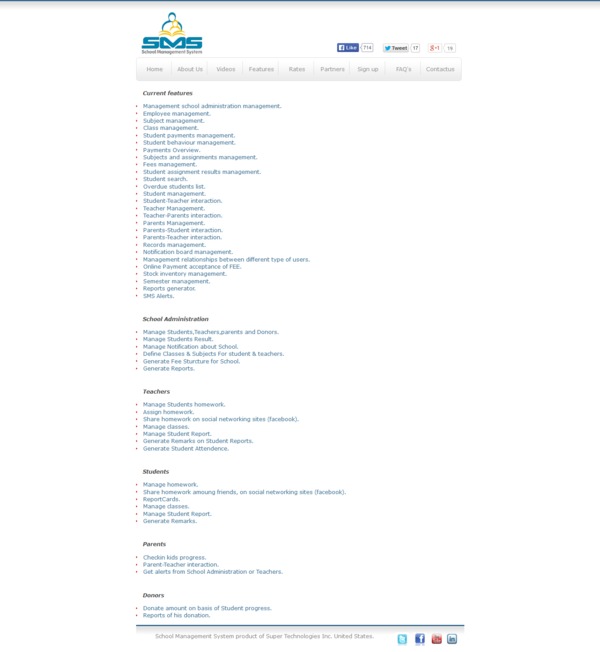 SMS
School Management System
Like 714
Tweet 17
g+1 16
Home About Us Videos Features Rates Partners Sign up FAQ's Contactus
Current features
Management school administration management.
Employee management.
Subject management.
Class management.
Student payments management.
Student behaviour management.
Payments Overview.
Subjects and assignments management.
Fees management.
Student assignment results management.
Student search.
Overdue students list.
Student management.
Student-Teacher interaction.
Teacher Management.
Teacher-Parents interaction.
Parents Management.
Parents-Student interaction.
Parents-Teacher interaction.
Records management.
Notification board management.
Management relationships between different type of users.
Online Payment acceptance of FEE.
Stock inventory management.
Semester management.
Reports generator.
SMS Alerts.
School Administration
Manage Students,Teachers,parents and Donors.
Manage Students Result.
Manage Notification about School.
Define Classes & Subjects For student & teachers.
Generate Fee Sturcture for School.
Generate Reports.
Teachers
Manage Students homework.
Assign homework.
Share homework on social networking sites (facebook).
Manage classes.
Manage Student Report.
Generate Remarks on Student Reports.
Generate Student Attendence.
Students
Manage homework.
Share homework amoung friends, on social networking sites (facebook).
ReportCards.
Manage classes.
Manage Student Report.
Generate Remarks.
Parents
Checkin kids progress.
Parent-Teacher interaction.
Get alerts from School Administration or Teachers.
Donors
Donate amount on basis of Student progress.
Reports of his donation.
School Management System product of Super Technologies Inc. United States.